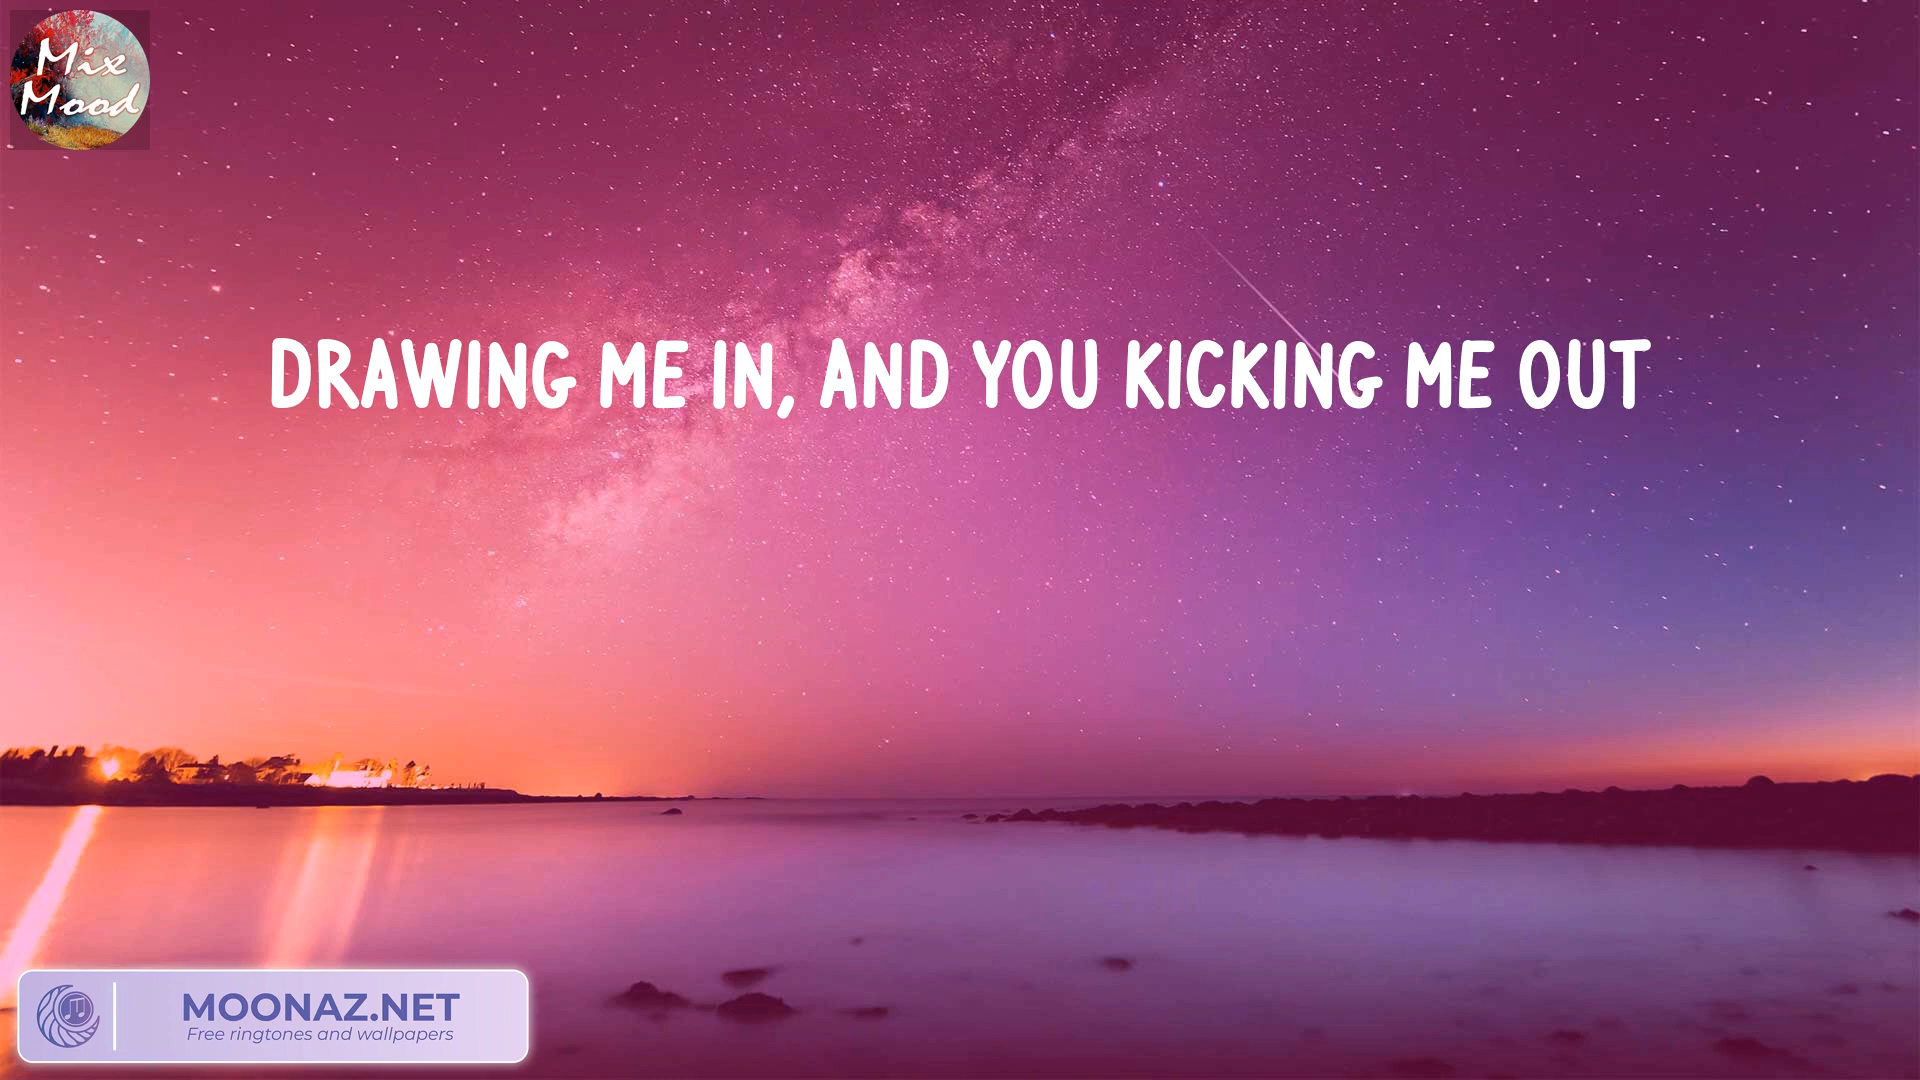 Mix
Mood
DRAWING ME IN, AND YOU KICKING ME OUT
MOONAZ.NET
Free ringtones and wallpapers